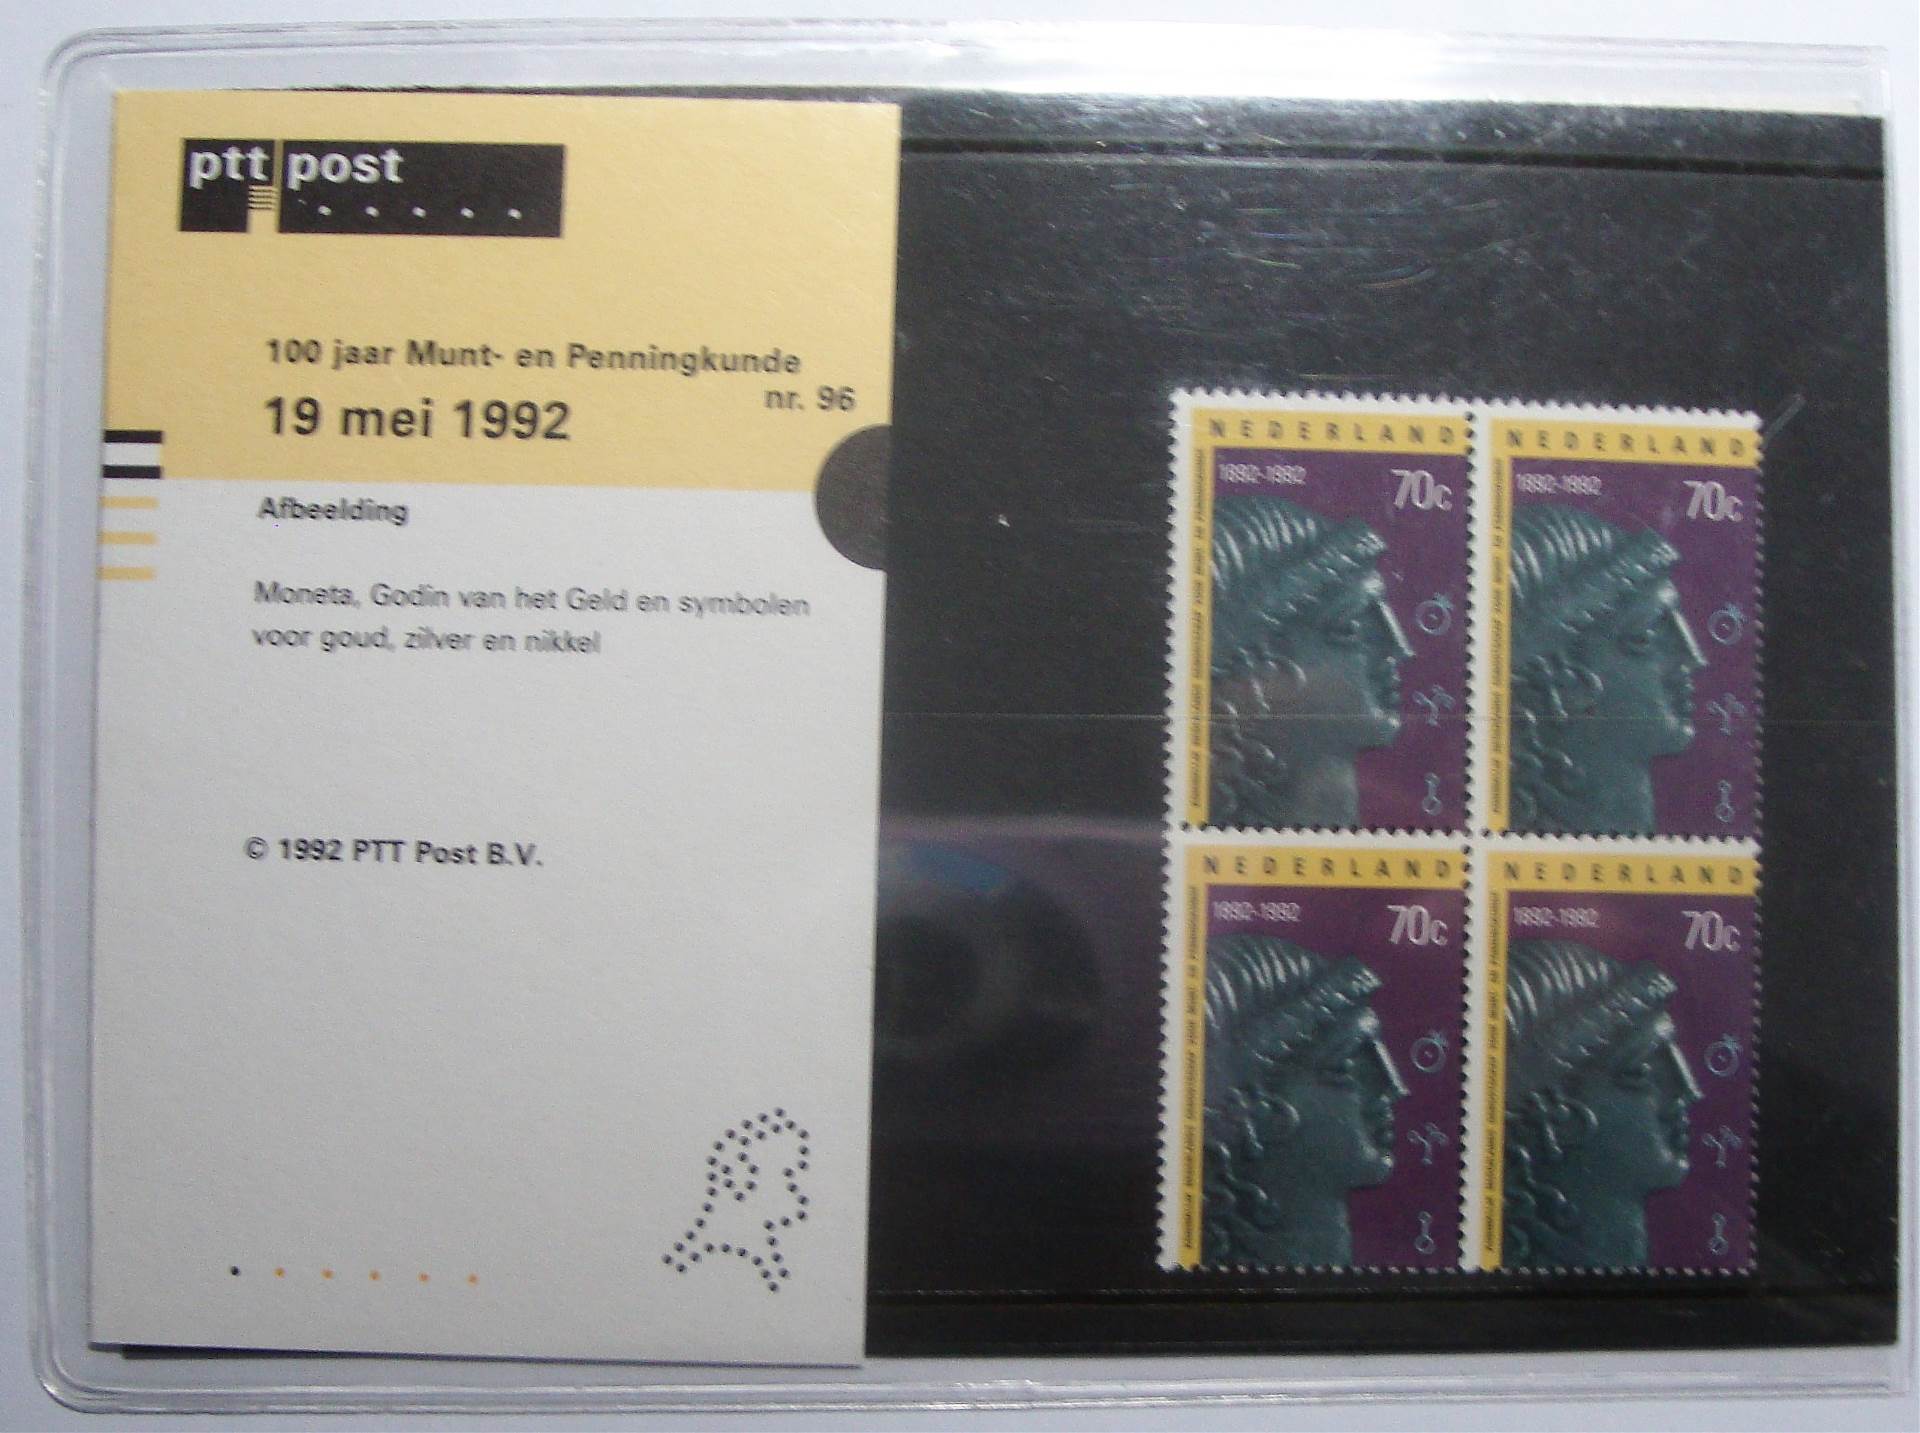 ptt post
100 jaar Munt- en Penningkunde
nr. 96
19 mei 1992
Afbeelding
Moneta, Godin van het Geld en symbolen
voor goud, zilver en nikkel
© 1992 PTT Post B.V.
NEDERLAND
1892-1992
70c
NEDERLAND
1892-1992
70c
NEDERLAND
1892-1992
70c
NEDERLAND
1892-1992
70c